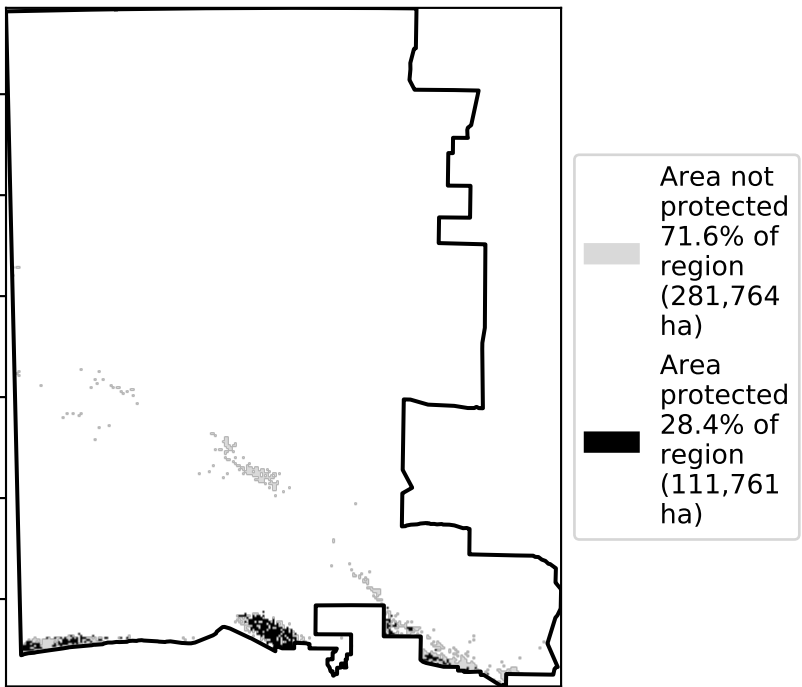 Area not
protected
71.6% of
region
(281,764
ha)
Area
protected
28.4% of
region
(111,761
ha)